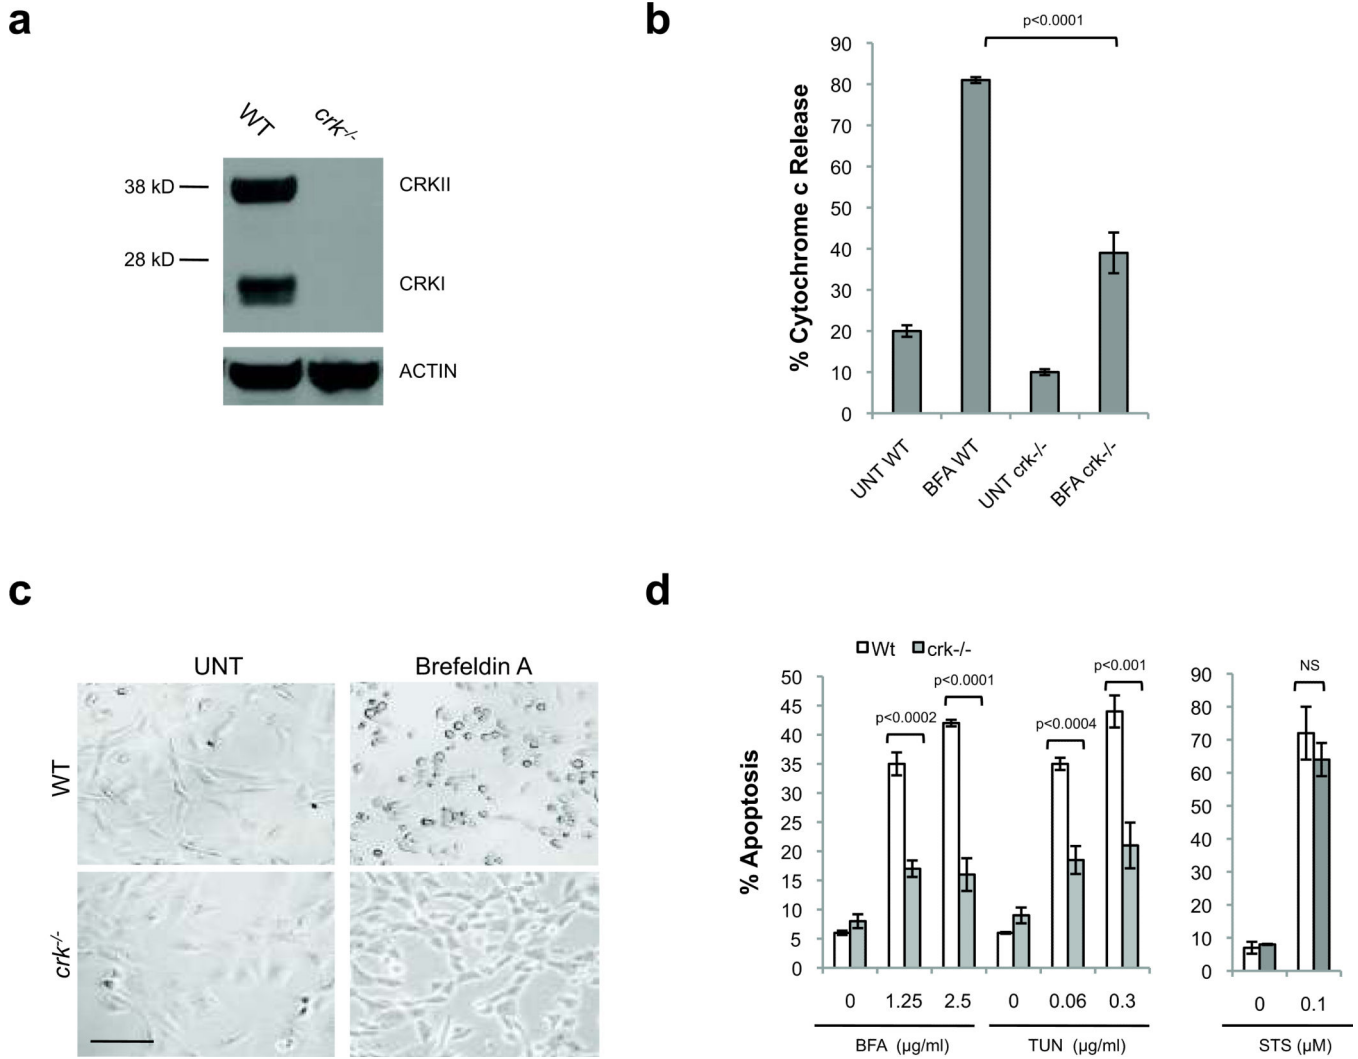 a
WT crk-/-
38 kD
CRKII
28 kD
CRKI
ACTIN
b
p<0.0001
% Cytochrome c Release
90
80
70
60
50
40
30
20
10
0
UNT WT
BFA WT
UNT crk-/-
BFA crk-/-
c
UNT Brefeldin A
WT
crk-/-
d
Wt crk-/-
% Apoptosis
50
45
40
35
30
25
20
15
10
5
0
p<0.0002
p<0.0001
p<0.0004
p<0.001
0 1.25 2.5 0 0.06 0.3
BFA (µg/ml) TUN (µg/ml)
NS
90
80
70
60
50
40
30
20
10
0
0 0.1
STS (µM)